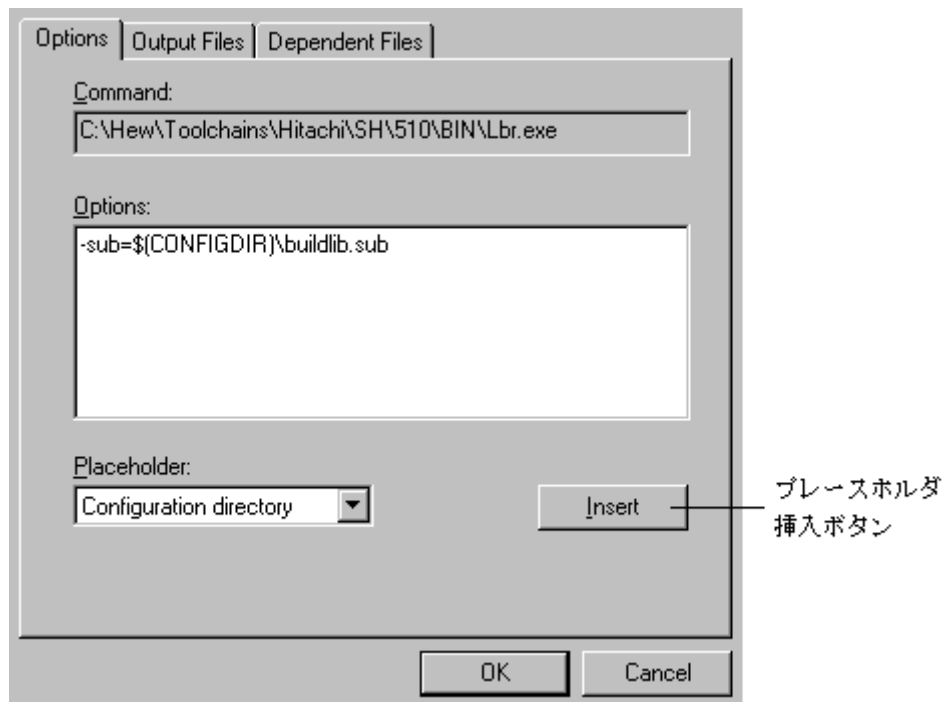 Options Output Files Dependent Files
Command:
C:\Hew\Toolchains\Hitachi\SH\510\BIN\Lbr.exe
Options:
-sub=$(CONFIGDIR)\buildlib.sub
Placeholder:
Configuration directory
Insert
プレースホルダ
挿入ボタン
OK Cancel